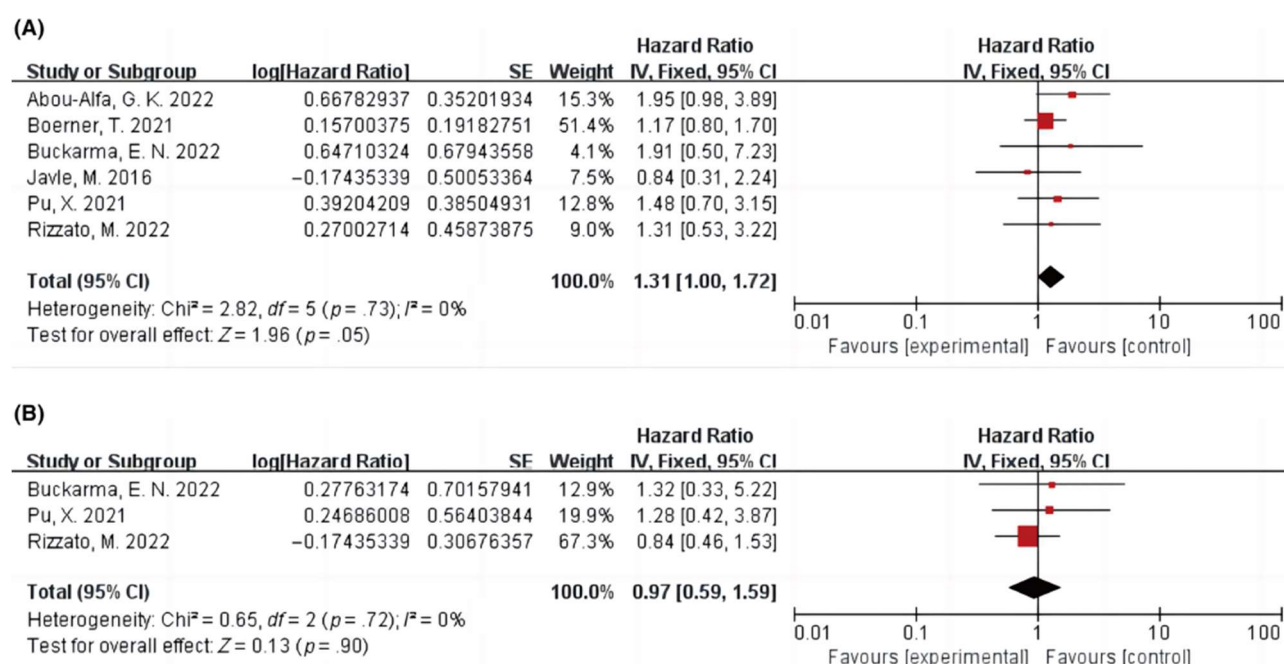 (A)
Hazard Ratio Hazard Ratio
Study or Subgroup log[Hazard Ratio] SE Weight IV, Fixed, 95% CI IV, Fixed, 95% CI
Abou-Alfa, G. K. 2022 0.66782937 0.35201934 15.3% 1.95 [0.98, 3.89]
Boerner, T. 2021 0.15700375 0.19182751 51.4% 1.17 [0.80, 1.70]
Buckarma, E. N. 2022 0.64710324 0.67943558 4.1% 1.91 [0.50, 7.23]
Javle, M. 2016 −0.17435339 0.50053364 7.5% 0.84 [0.31, 2.24]
Pu, X. 2021 0.39204209 0.38504931 12.8% 1.48 [0.70, 3.15]
Rizzato, M. 2022 0.27002714 0.45873875 9.0% 1.31 [0.53, 3.22]
Total (95% CI) 100.0% 1.31 [1.00, 1.72]
Heterogeneity: Chi² = 2.82, df = 5 (p = .73); I² = 0%
Test for overall effect: Z = 1.96 (p = .05)
0.01 0.1 1 10 100
Favours [experimental] Favours [control]
(B)
Hazard Ratio Hazard Ratio
Study or Subgroup log[Hazard Ratio] SE Weight IV, Fixed, 95% CI IV, Fixed, 95% CI
Buckarma, E. N. 2022 0.27763174 0.70157941 12.9% 1.32 [0.33, 5.22]
Pu, X. 2021 0.24686008 0.56403844 19.9% 1.28 [0.42, 3.87]
Rizzato, M. 2022 −0.17435339 0.30676357 67.3% 0.84 [0.46, 1.53]
Total (95% CI) 100.0% 0.97 [0.59, 1.59]
Heterogeneity: Chi² = 0.65, df = 2 (p = .72); I² = 0%
Test for overall effect: Z = 0.13 (p = .90)
0.01 0.1 1 10 100
Favours [experimental] Favours [control]